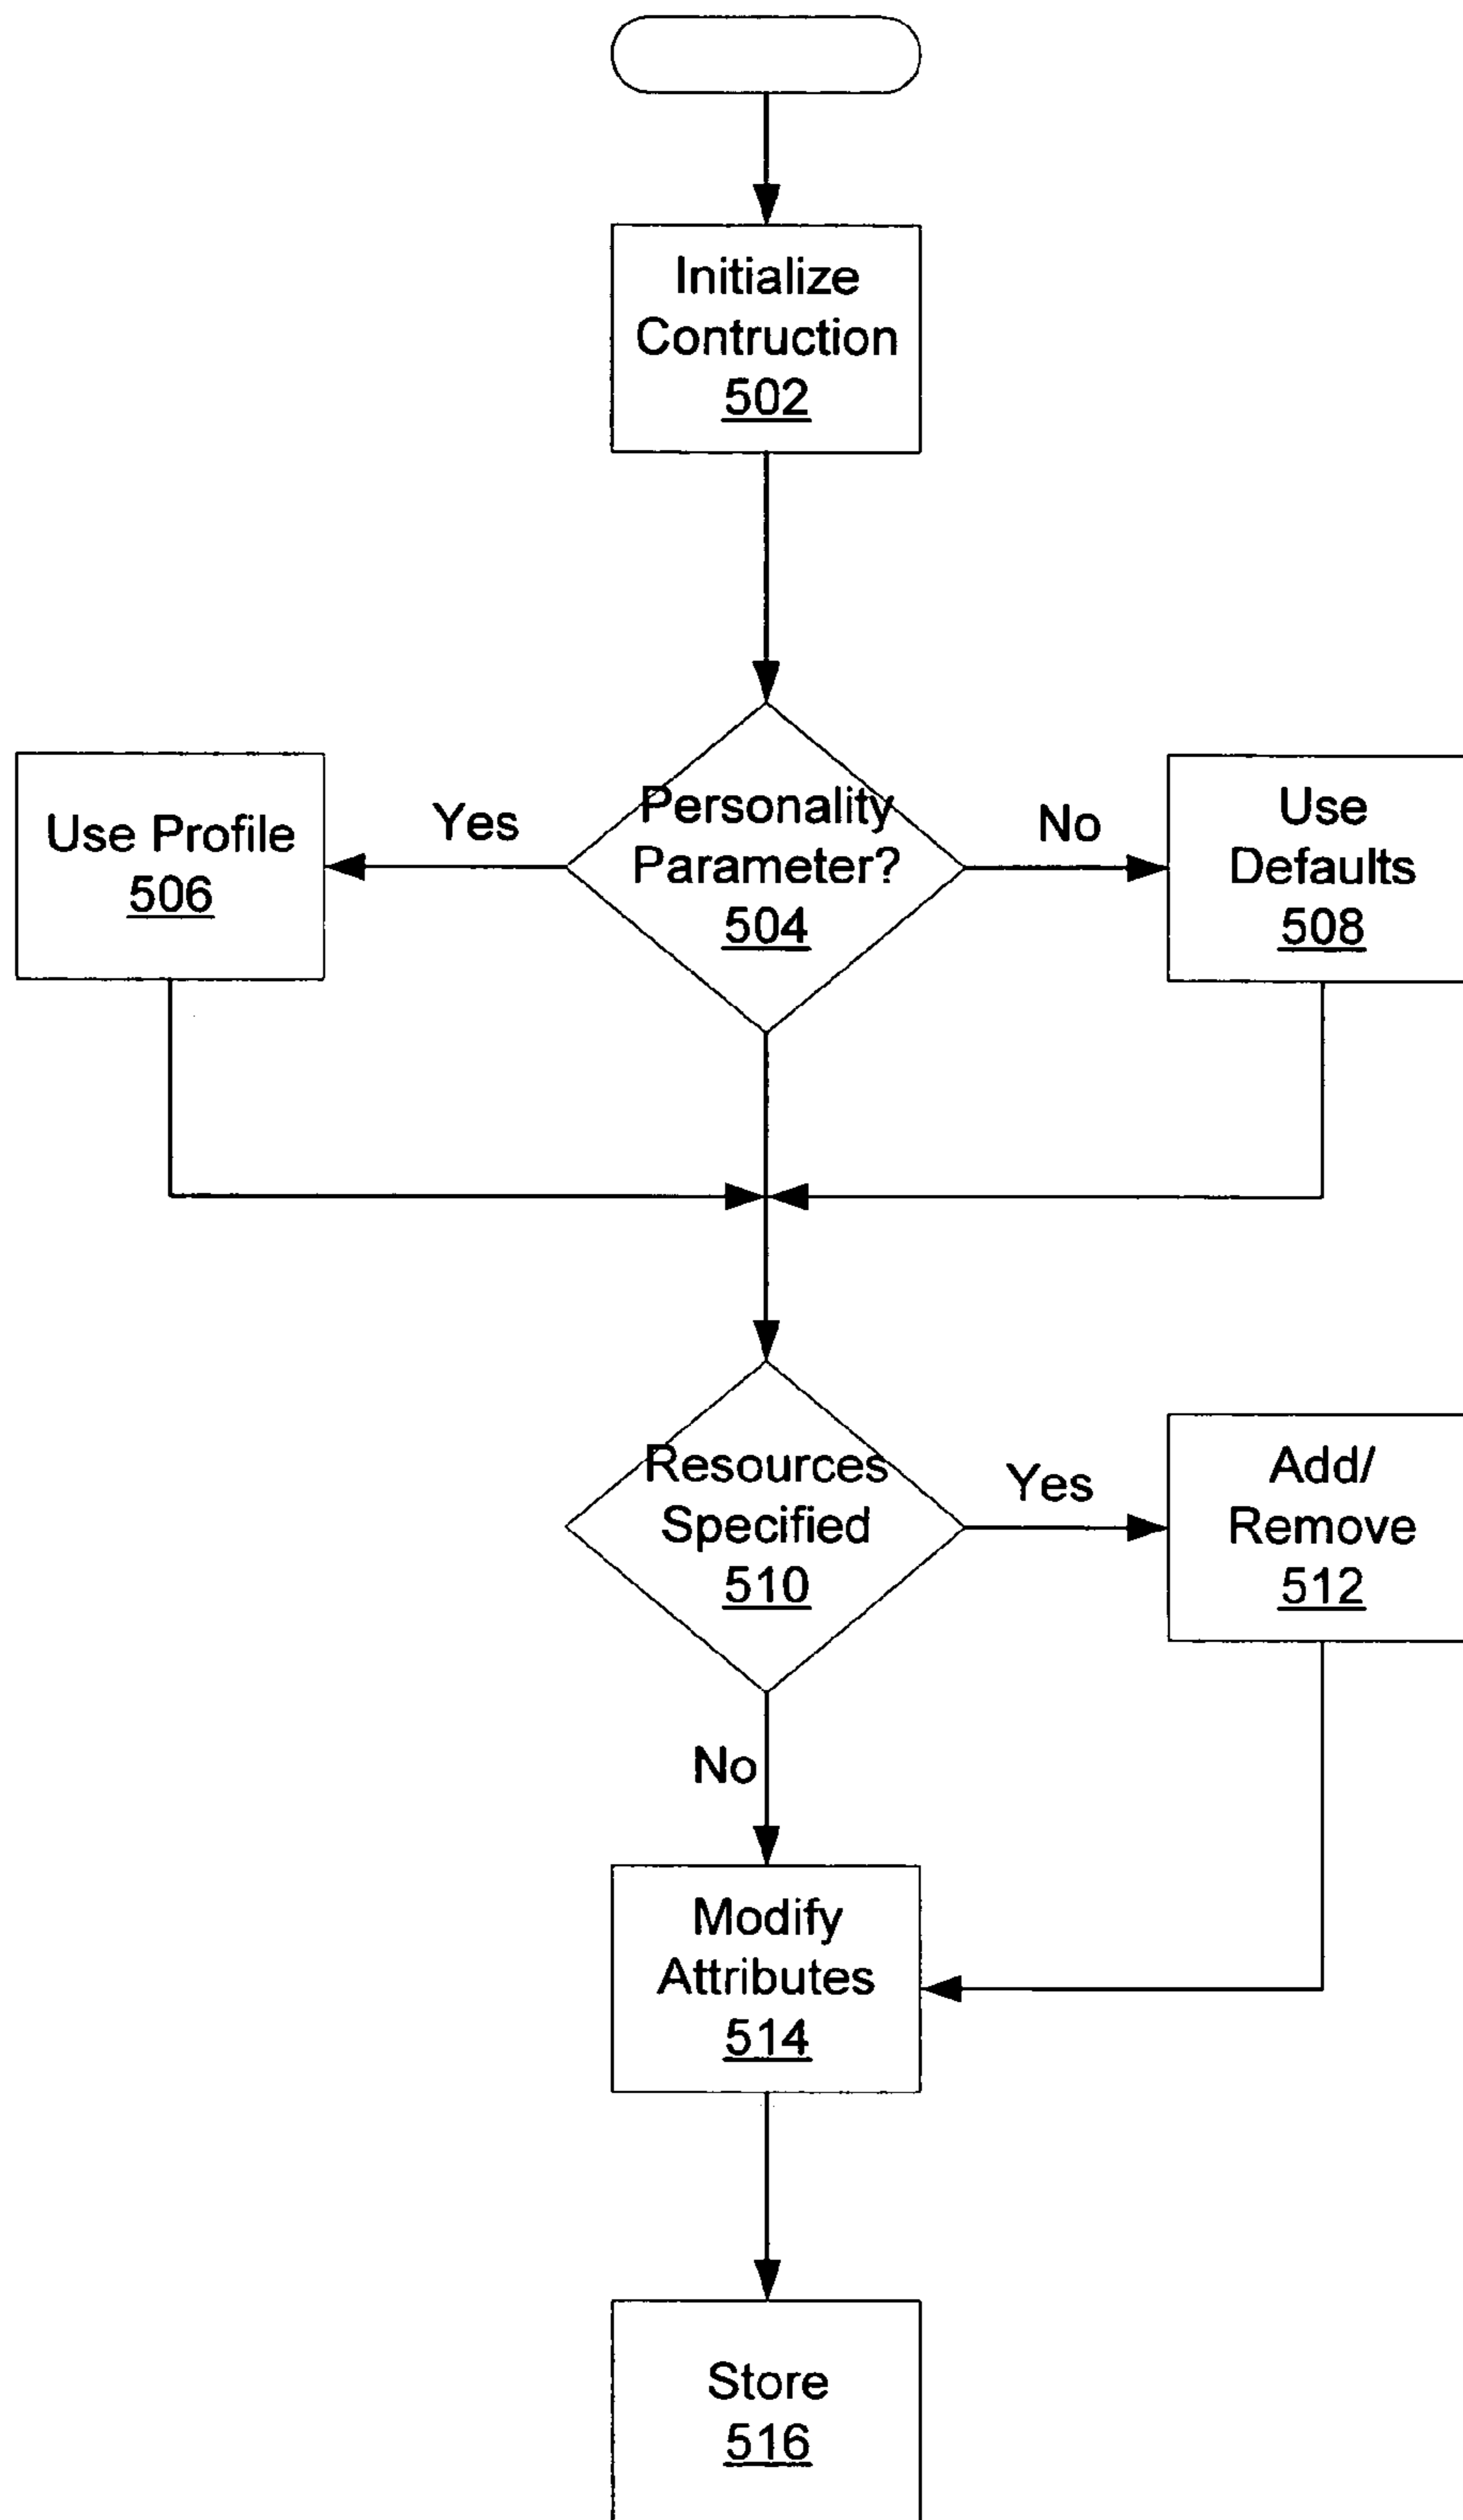 Initialize
Contruction
502
Personality
Parameter?
504
Yes
Use Profile
506
No
Use
Defaults
508
Resources
Specified
510
Yes
Add/
Remove
512
No
Modify
Attributes
514
Store
516